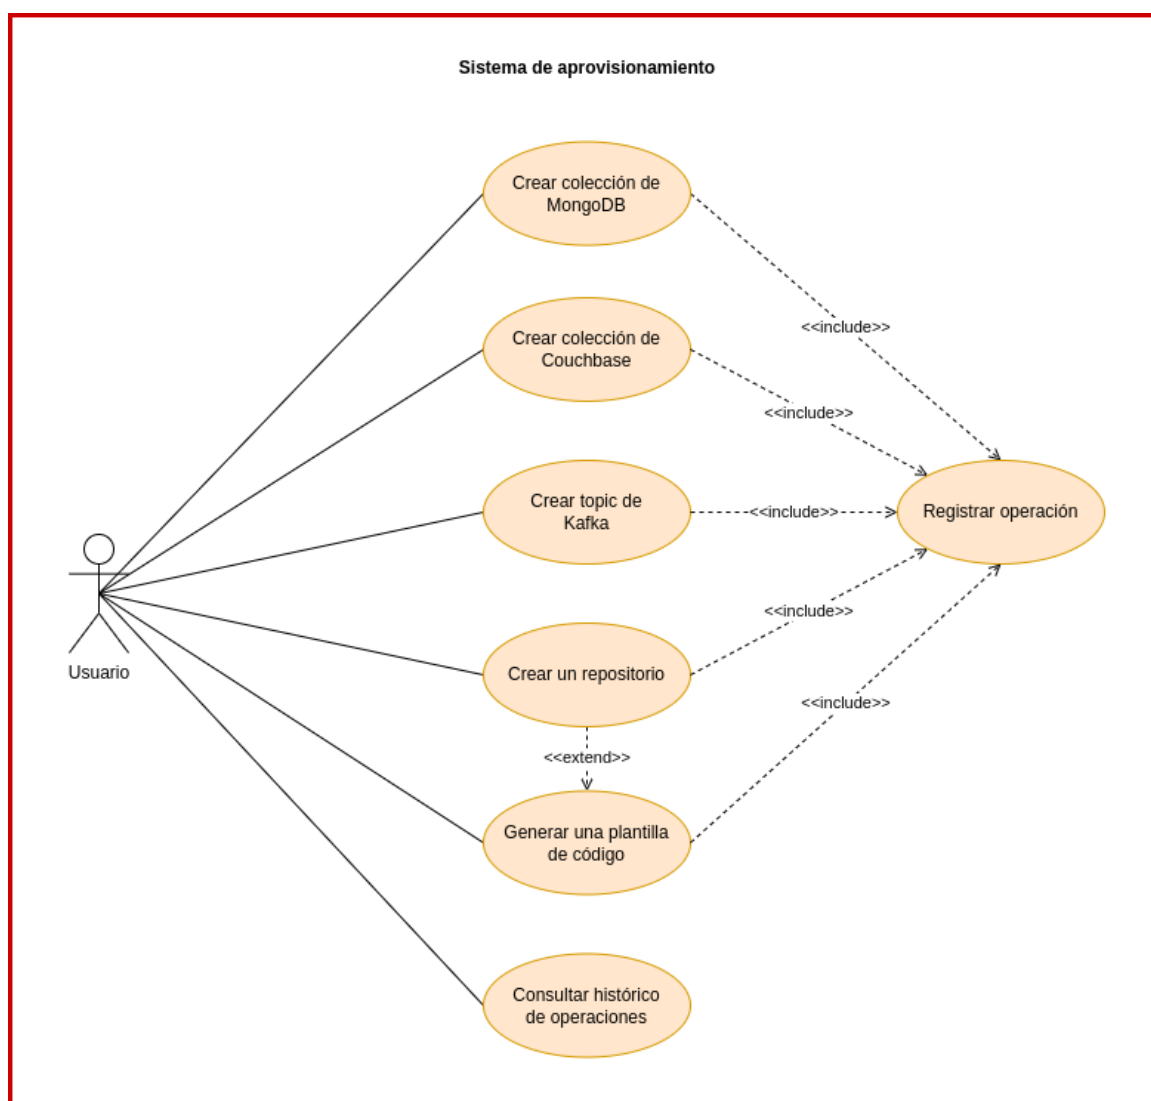 Sistema de aprovisionamiento
Crear colección de
MongoDB
<<include>>
Crear colección de
Couchbase
<<include>>
Crear topic de
Kafka
<<include>>
Registrar operación
Usuario
Crear un repositorio
<<include>>
<<extend>>
<<include>>
Generar una plantilla
de código
Consultar histórico
de operaciones